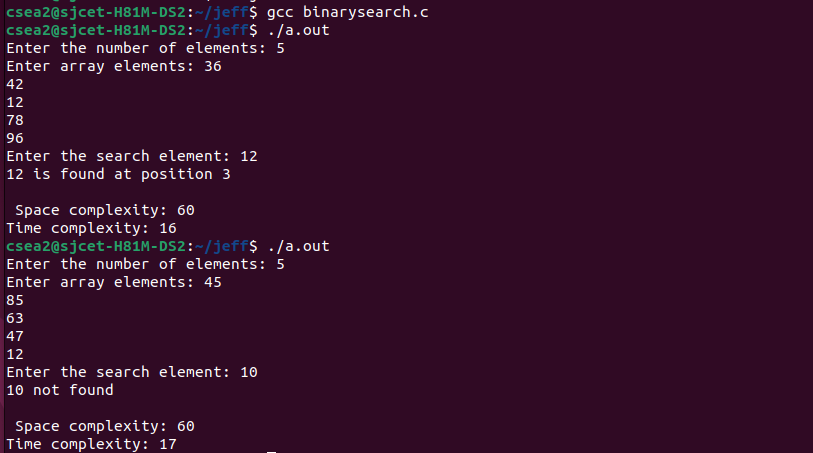 csea2@sjcet-H81M-DS2:~/jeff$ gcc binarysearch.c
csea2@sjcet-H81M-DS2:~/jeff$ ./a.out
Enter the number of elements: 5
Enter array elements: 36
42
12
78
96
Enter the search element: 12
12 is found at position 3

 Space complexity: 60
Time complexity: 16
csea2@sjcet-H81M-DS2:~/jeff$ ./a.out
Enter the number of elements: 5
Enter array elements: 45
85
63
47
12
Enter the search element: 10
10 not found

 Space complexity: 60
Time complexity: 17